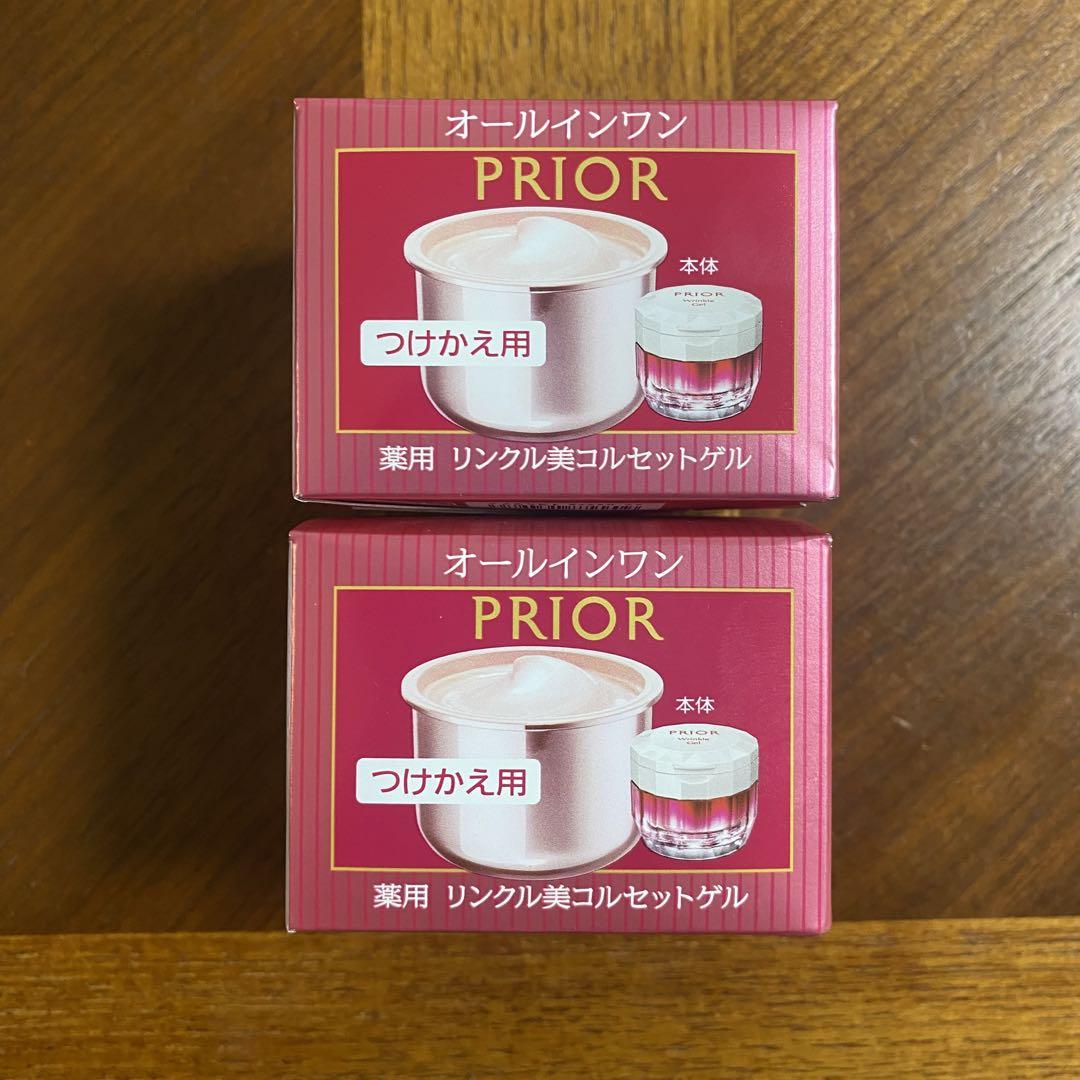 オールインワン
PRIOR
本体
PRIOR
Wrinkle
Gel
つけかえ用
薬用 リンクル美コルセットゲル
オールインワン
PRIOR
本体
PRIOR
Wrinkle
Gel
つけかえ用
薬用 リンクル美コルセットゲル